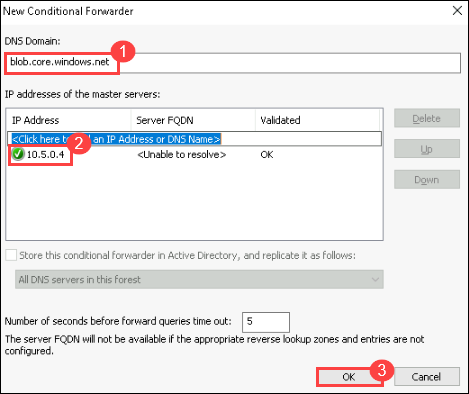 New Conditional Forwarder
DNS Domain:
1
blob.core.windows.net
IP addresses of the master servers:
IP Address Server FQDN Validated
<Click here to an IP Address or DNS Name>
2
10.5.0.4 <Unable to resolve> OK
Delete
Up
Down
Store this conditional forwarder in Active Directory, and replicate it as follows:
All DNS servers in this forest
Number of seconds before forward queries time out: 5
The server FQDN will not be available if the appropriate reverse lookup zones and entries are not
configured.
3
OK Cancel